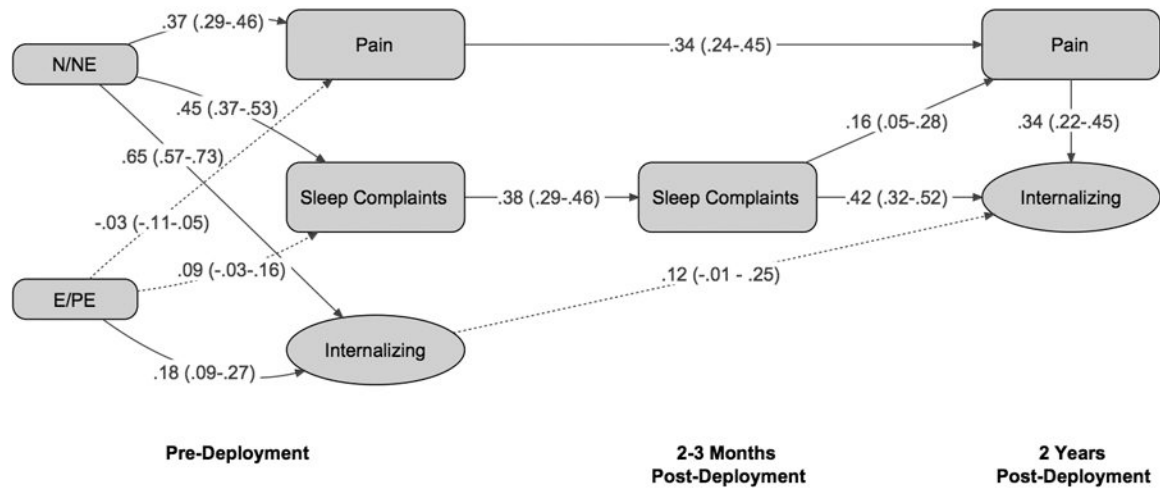 .37 (.29-.46)
Pain
.34 (.24-.45)
Pain
N/NE
.45 (.37-.53)
.16 (.05-.28)
.34 (.22-.45)
.65 (.57-.73)
Sleep Complaints
.38 (.29-.46)
Sleep Complaints
.42 (.32-.52)
Internalizing
-.03 (-.11-.05)
.09 (-.03-.16)
.12 (-.01 - .25)
E/PE
Internalizing
.18 (.09-.27)
Pre-Deployment
2-3 Months
Post-Deployment
2 Years
Post-Deployment